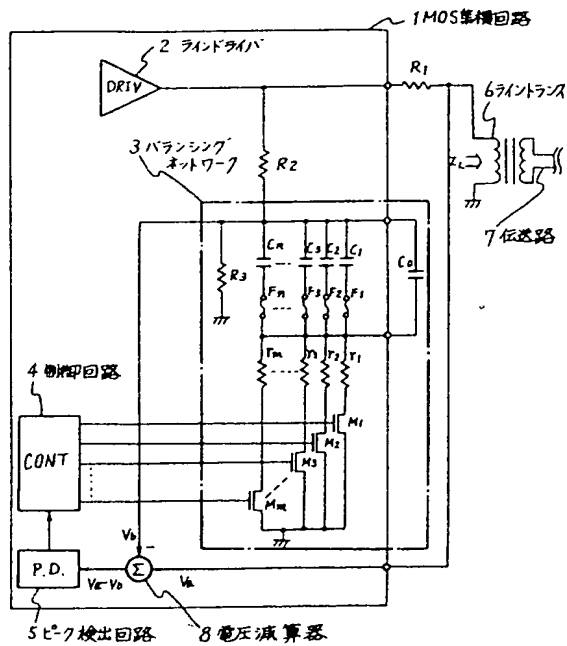 1 MOS集積回路
2 ラインドライバ
DRIV
R1
6 ライントランス
3 バランシング
ネットワーク
R2
ZL
7 伝送路
Cn
C3
C2
C1
C0
R3
Fn
F3
F2
F1
rm
r3
r2
r1
4 制御回路
CONT
M1
M2
M3
Mm
Vb
−
P.D.
Va-Vb
Σ
Va
5 ピーク検出回路
8 電圧減算器